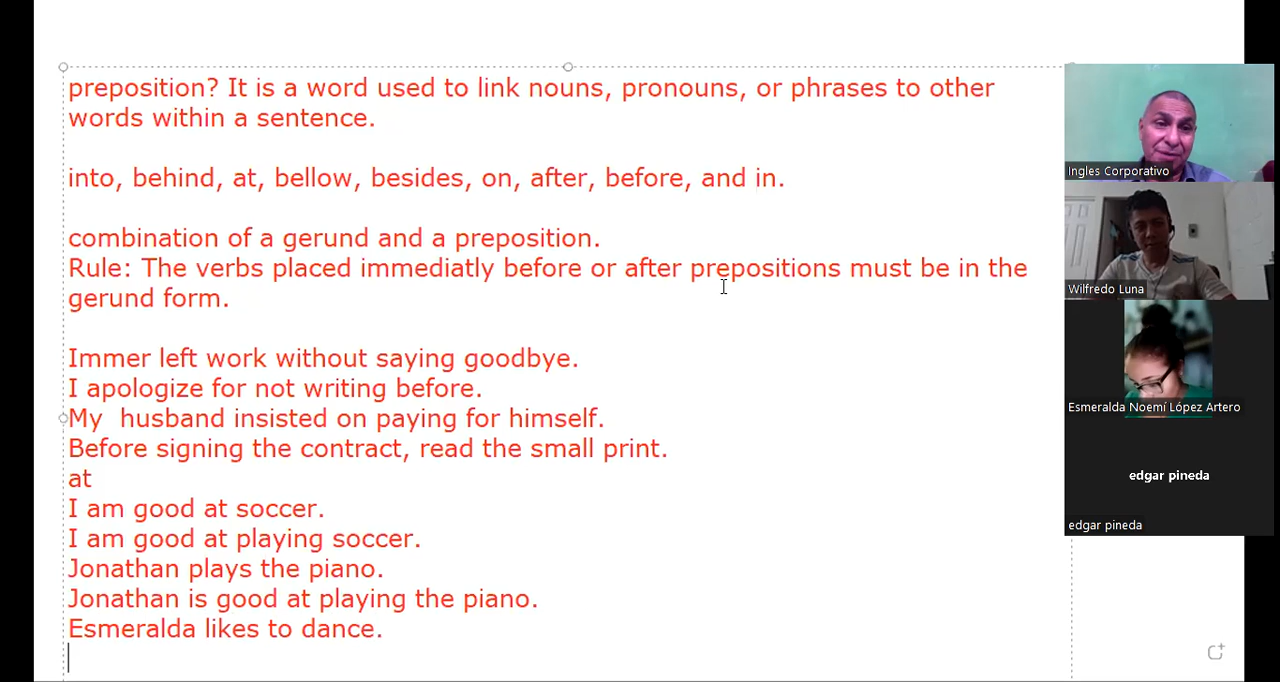 preposition? It is a word used to link nouns, pronouns, or phrases to other
words within a sentence.
into, behind, at, bellow, besides, on, after, before, and in.
combination of a gerund and a preposition.
Rule: The verbs placed immediatly before or after prepositions must be in the
gerund form.
Immer left work without saying goodbye.
I apologize for not writing before.
My  husband insisted on paying for himself.
Before signing the contract, read the small print.
at
I am good at soccer.
I am good at playing soccer.
Jonathan plays the piano.
Jonathan is good at playing the piano.
Esmeralda likes to dance.
Ingles Corporativo
Wilfredo Luna
Esmeralda Noemí López Artero
edgar pineda
edgar pineda